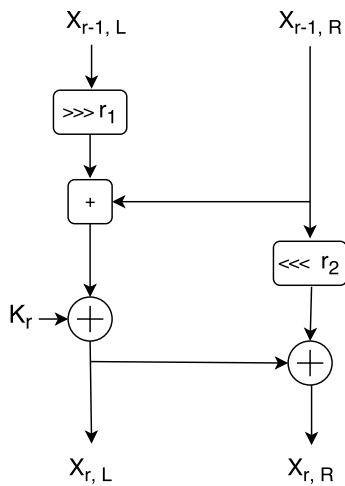 X_{r-1, L} X_{r-1, R}
>>> r_1
+
<<< r_2
K_r
X_{r, L} X_{r, R}